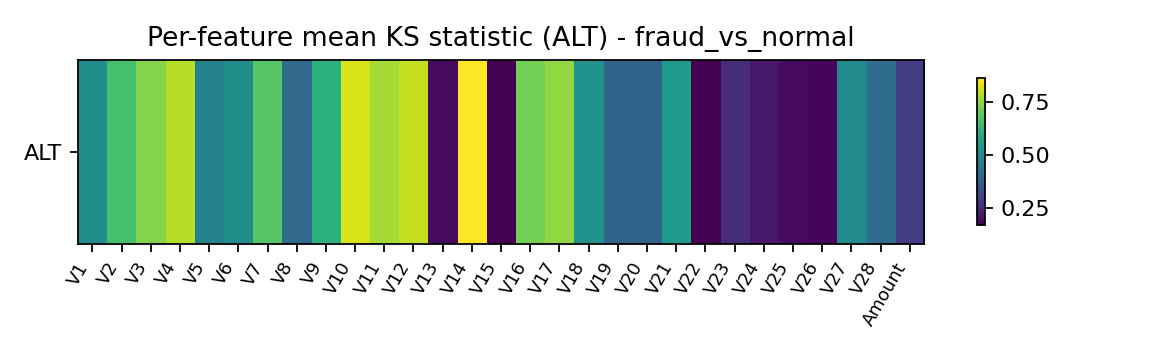 Per-feature mean KS statistic (ALT) - fraud_vs_normal
ALT
V1 V2 V3 V4 V5 V6 V7 V8 V9 V10 V11 V12 V13 V14 V15 V16 V17 V18 V19 V20 V21 V22 V23 V24 V25 V26 V27 V28 Amount
0.75
0.50
0.25